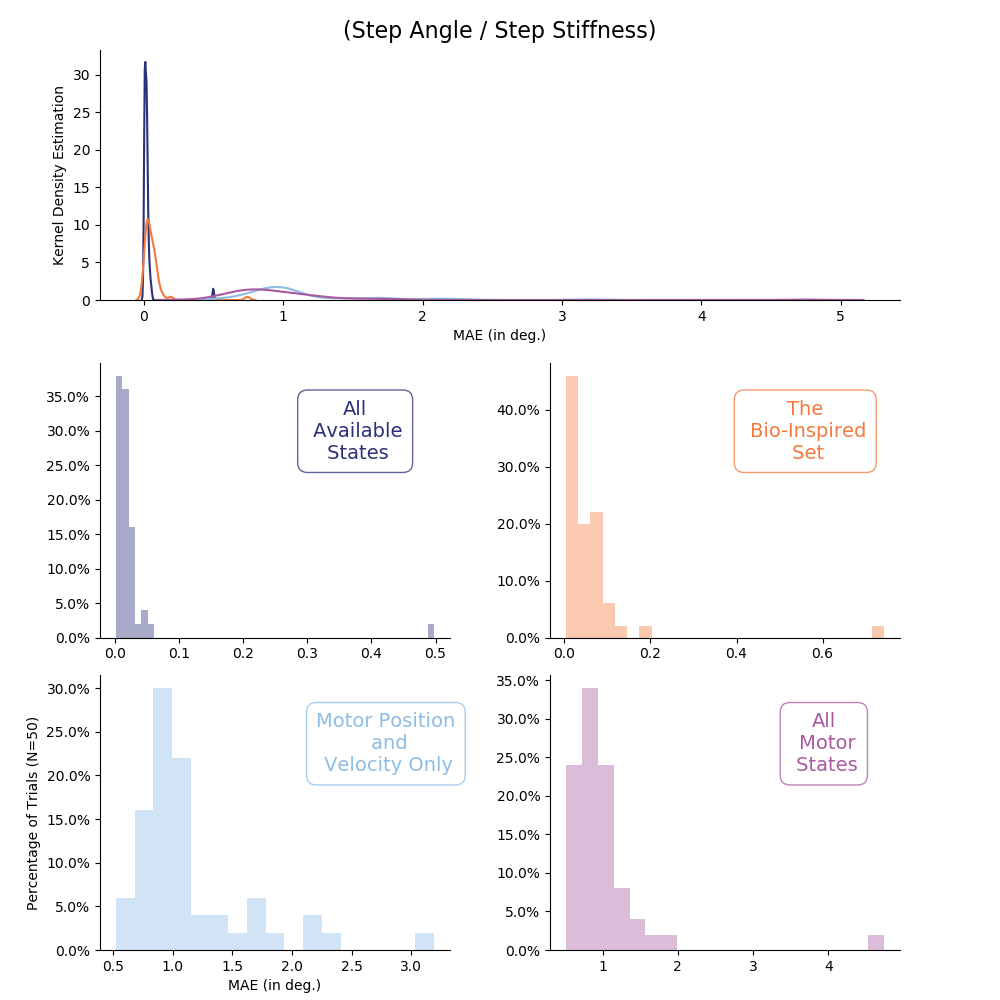 (Step Angle / Step Stiffness)
Kernel Density Estimation
30
25
20
15
10
5
0
0 1 2 3 4 5
MAE (in deg.)
35.0%
30.0%
25.0%
20.0%
15.0%
10.0%
5.0%
0.0%
0.0 0.1 0.2 0.3 0.4 0.5
All
Available
States
40.0%
30.0%
20.0%
10.0%
0.0%
0.0 0.2 0.4 0.6
The
Bio-Inspired
Set
Percentage of Trials (N=50)
30.0%
25.0%
20.0%
15.0%
10.0%
5.0%
0.0%
0.5 1.0 1.5 2.0 2.5 3.0
MAE (in deg.)
Motor Position
and
Velocity Only
35.0%
30.0%
25.0%
20.0%
15.0%
10.0%
5.0%
0.0%
1 2 3 4
All
Motor
States